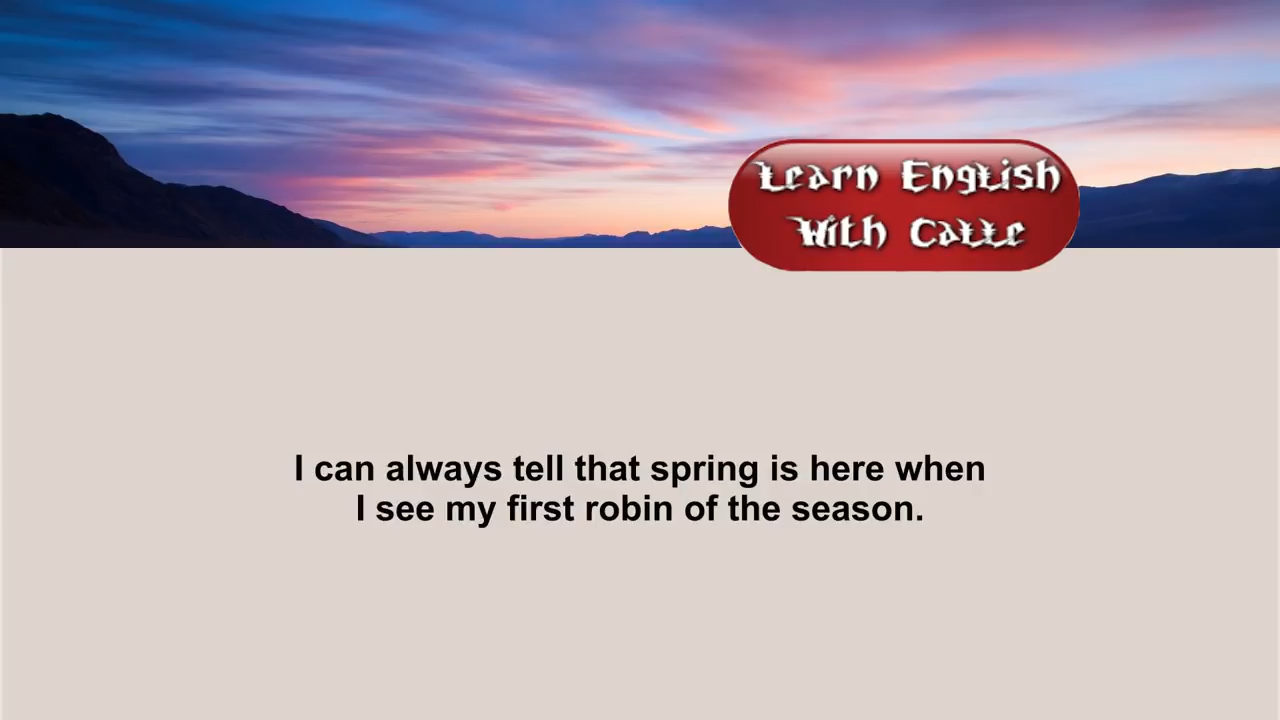 Learn English
With Calle
I can always tell that spring is here when
I see my first robin of the season.